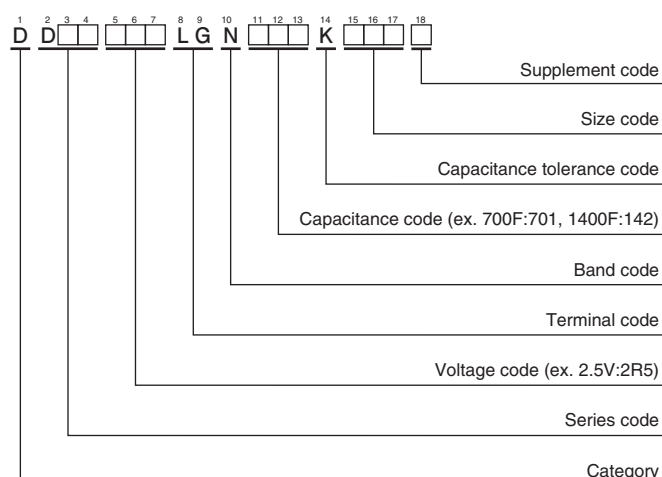 1 2 3 4 5 6 7 8 9 10 11 12 13 14 15 16 17 18
D D□□ □□□ L G N □□□ K □□□ □
Supplement code
Size code
Capacitance tolerance code
Capacitance code (ex. 700F:701, 1400F:142)
Band code
Terminal code
Voltage code (ex. 2.5V:2R5)
Series code
Category